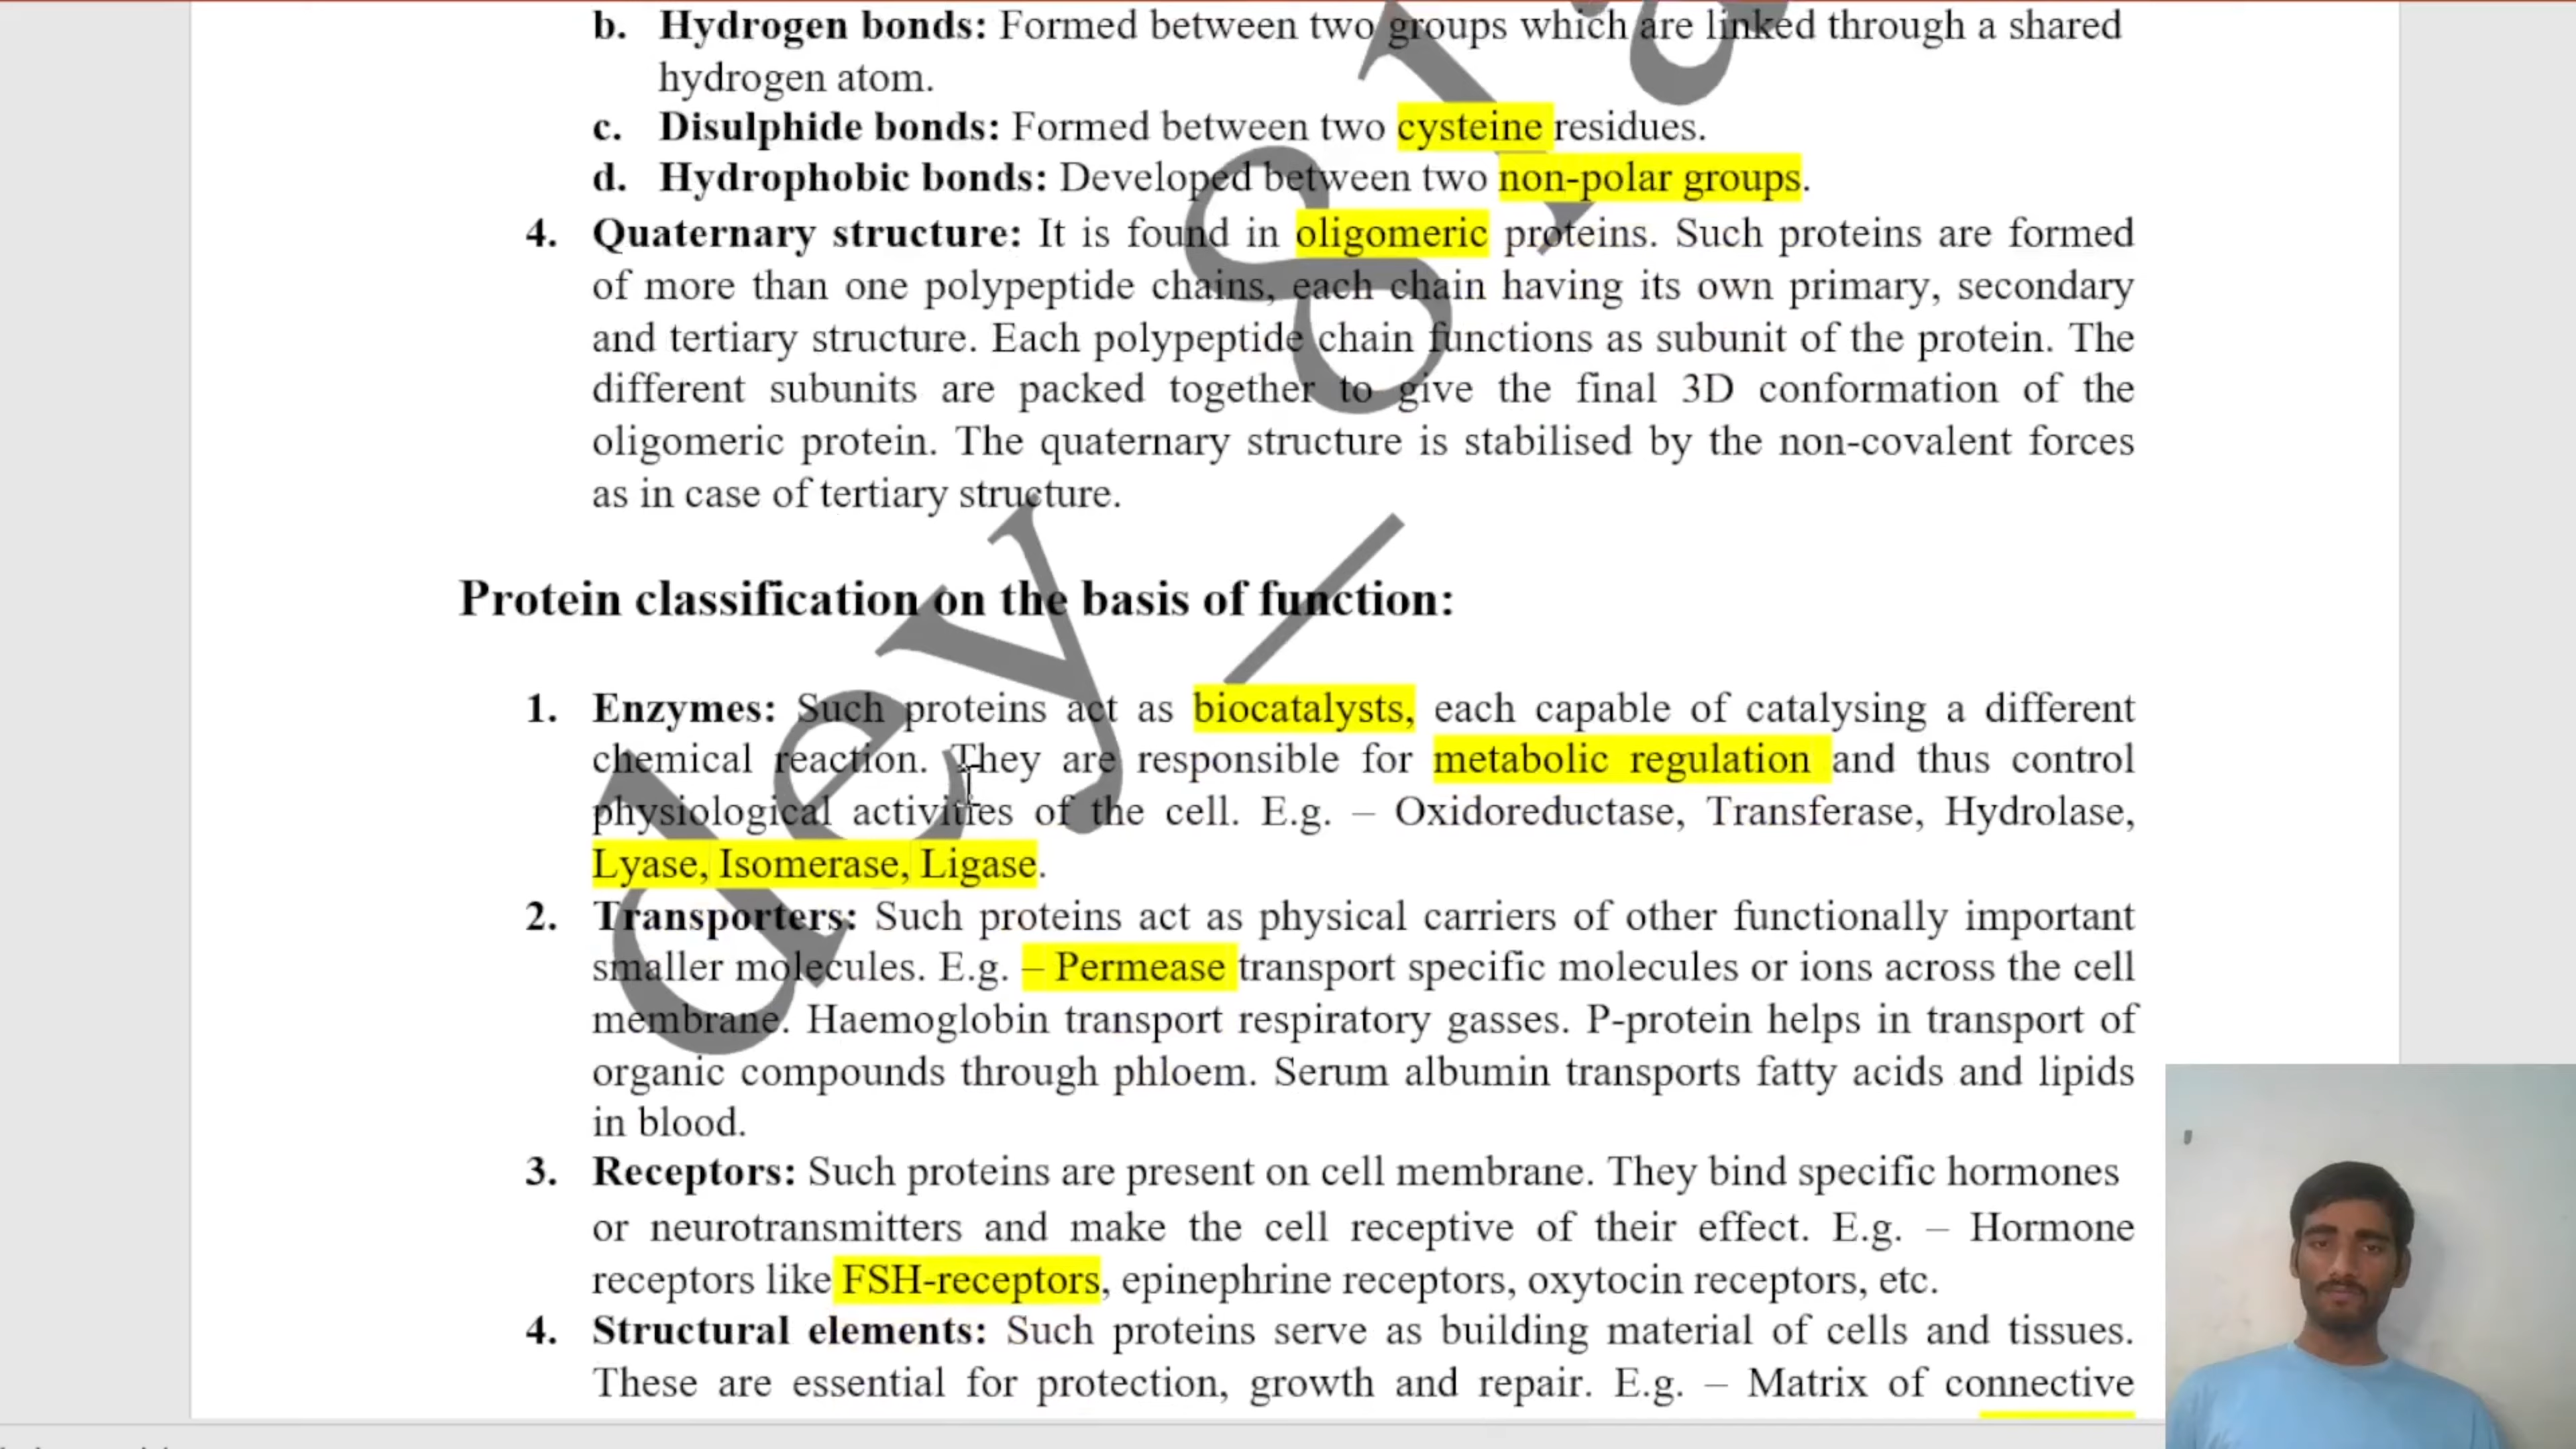 b. Hydrogen bonds: Formed between two groups which are linked through a shared
hydrogen atom.
c. Disulphide bonds: Formed between two cysteine residues.
d. Hydrophobic bonds: Developed between two non-polar groups.
4. Quaternary structure: It is found in oligomeric proteins. Such proteins are formed
of more than one polypeptide chains, each chain having its own primary, secondary
and tertiary structure. Each polypeptide chain functions as subunit of the protein. The
different subunits are packed together to give the final 3D conformation of the
oligomeric protein. The quaternary structure is stabilised by the non-covalent forces
as in case of tertiary structure.
Protein classification on the basis of function:
1. Enzymes: Such proteins act as biocatalysts, each capable of catalysing a different
chemical reaction. They are responsible for metabolic regulation and thus control
physiological activities of the cell. E.g. – Oxidoreductase, Transferase, Hydrolase,
Lyase, Isomerase, Ligase.
2. Transporters: Such proteins act as physical carriers of other functionally important
smaller molecules. E.g. – Permease transport specific molecules or ions across the cell
membrane. Haemoglobin transport respiratory gasses. P-protein helps in transport of
organic compounds through phloem. Serum albumin transports fatty acids and lipids
in blood.
3. Receptors: Such proteins are present on cell membrane. They bind specific hormones
or neurotransmitters and make the cell receptive of their effect. E.g. – Hormone
receptors like FSH-receptors, epinephrine receptors, oxytocin receptors, etc.
4. Structural elements: Such proteins serve as building material of cells and tissues.
These are essential for protection, growth and repair. E.g. – Matrix of connective